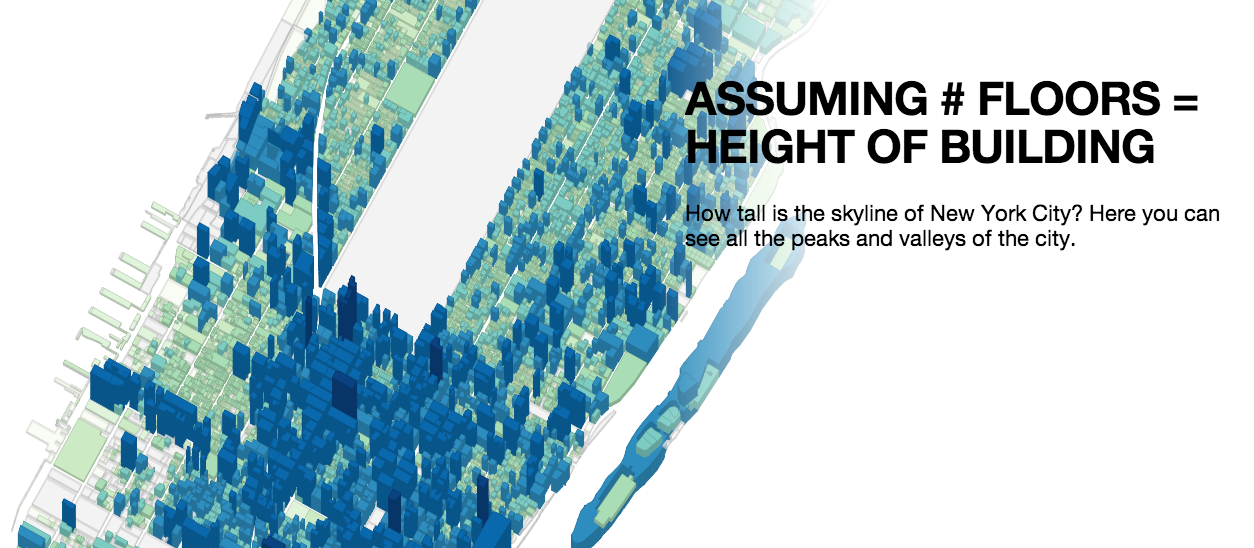 ASSUMING # FLOORS =
HEIGHT OF BUILDING
How tall is the skyline of New York City? Here you can
see all the peaks and valleys of the city.